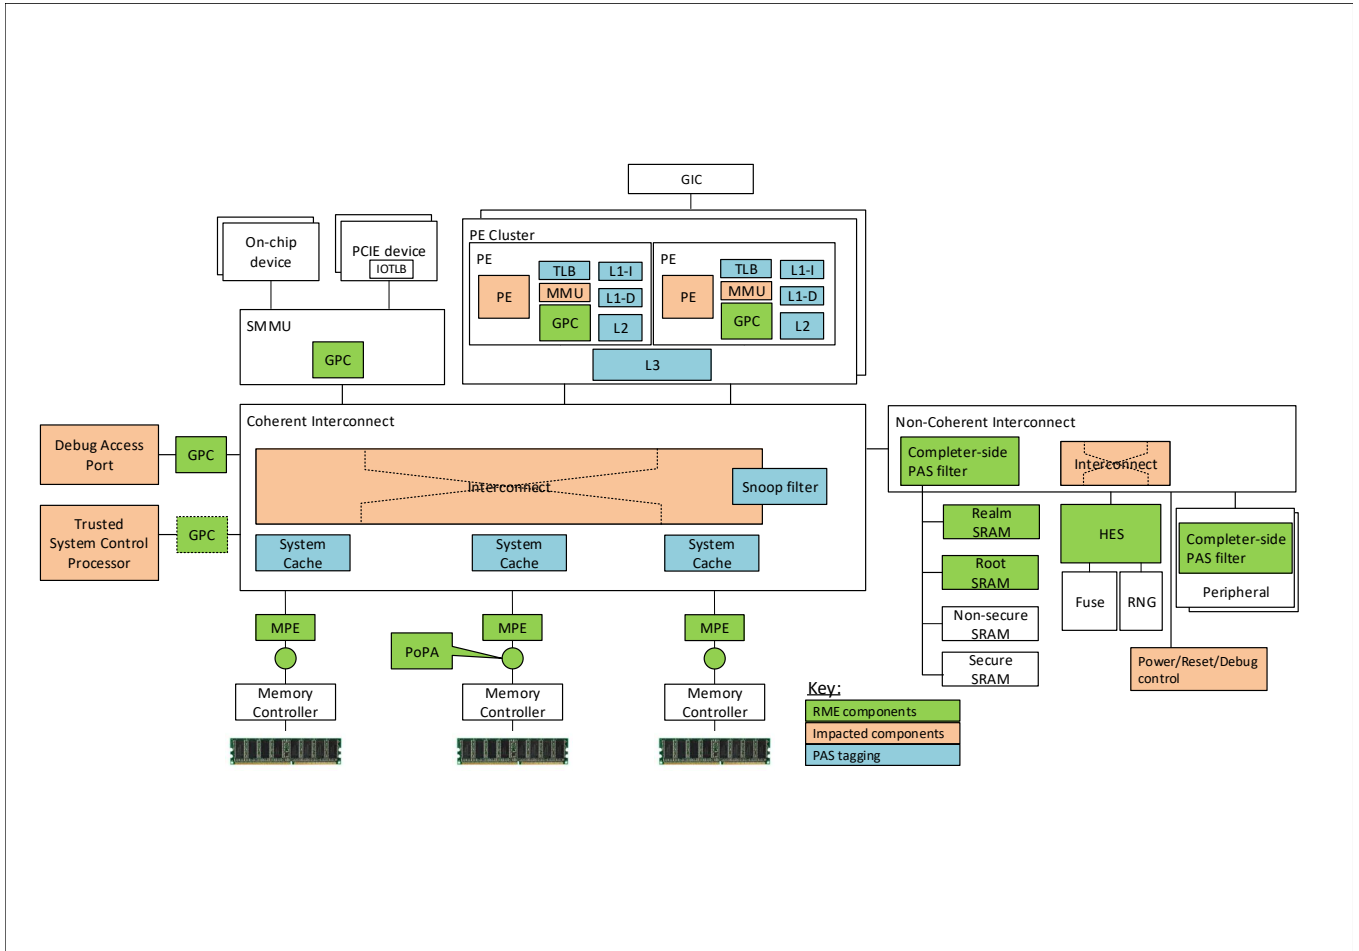 GIC
On-chip
device
PCIE device
IOTLB
PE Cluster
PE
PE
TLB
MMU
GPC
L1-I
L1-D
L2
PE
PE
TLB
MMU
GPC
L1-I
L1-D
L2
L3
SMMU
GPC
Coherent Interconnect
Interconnect
Snoop filter
System
Cache
System
Cache
System
Cache
Debug Access
Port
GPC
Trusted
System Control
Processor
GPC
Non-Coherent Interconnect
Completer-side
PAS filter
Interconnect
Realm
SRAM
Root
SRAM
Non-secure
SRAM
Secure
SRAM
HES
Fuse
RNG
Completer-side
PAS filter
Peripheral
Power/Reset/Debug
control
MPE
MPE
MPE
PoPA
Memory
Controller
Memory
Controller
Memory
Controller
Key:
RME components
Impacted components
PAS tagging